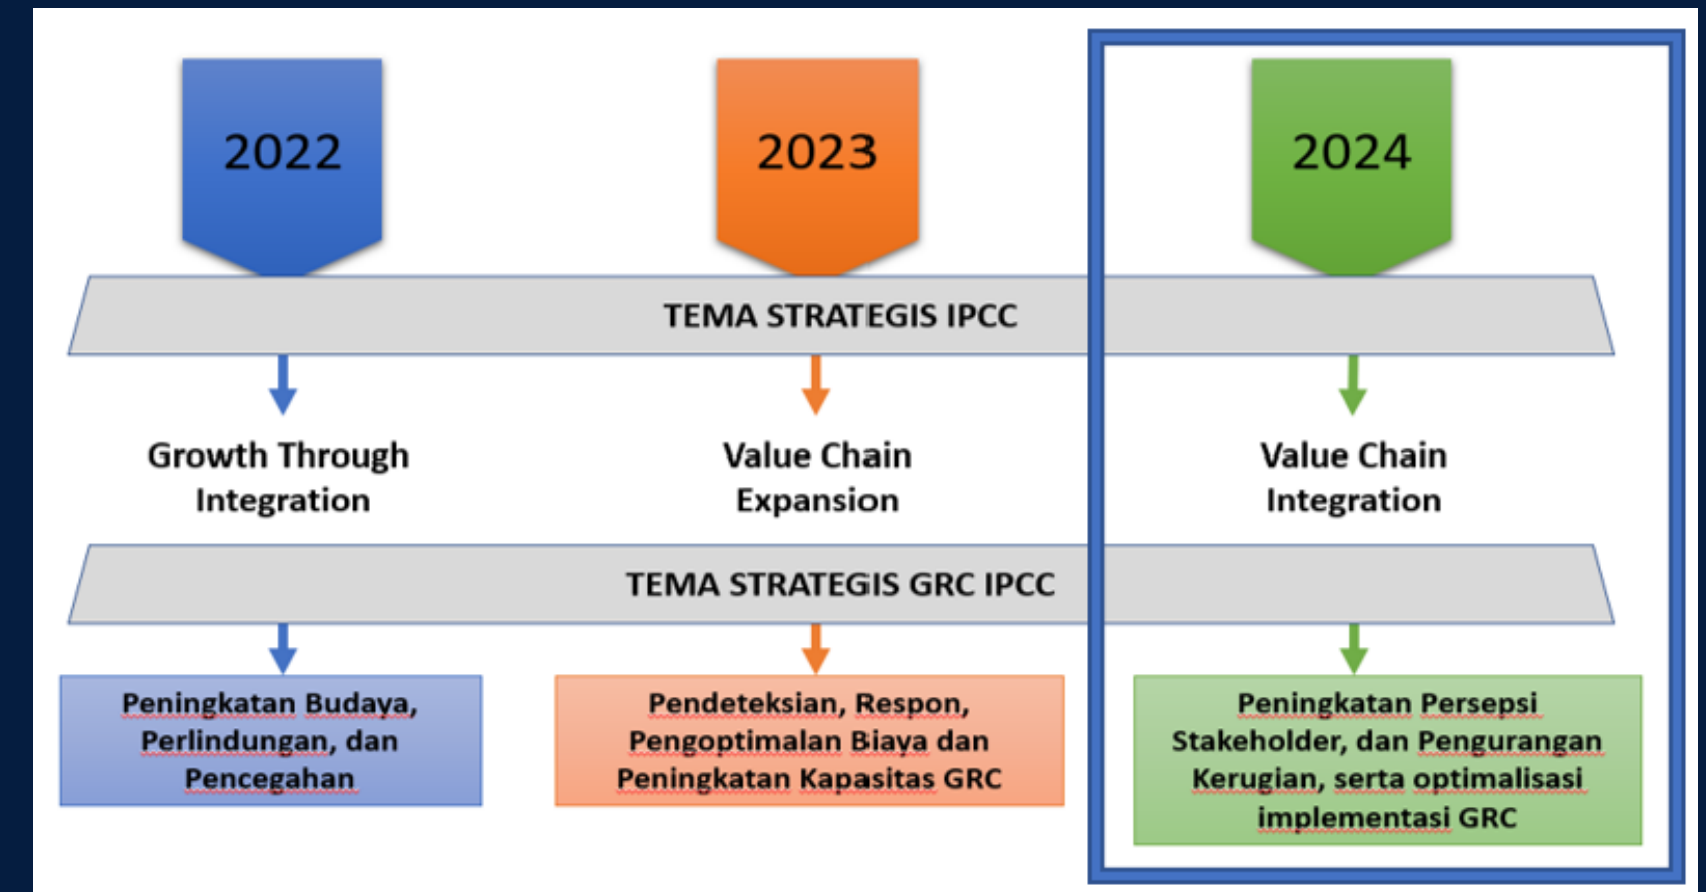 2022
2023
2024
TEMA STRATEGIS IPCC
Growth Through
Integration
Value Chain
Expansion
Value Chain
Integration
TEMA STRATEGIS GRC IPCC
Peningkatan Budaya,
Perlindungan, dan
Pencegahan
Pendeteksian, Respon,
Pengoptimalan Biaya dan
Peningkatan Kapasitas GRC
Peningkatan Persepsi
Stakeholder, dan Pengurangan
Kerugian, serta optimalisasi
implementasi GRC